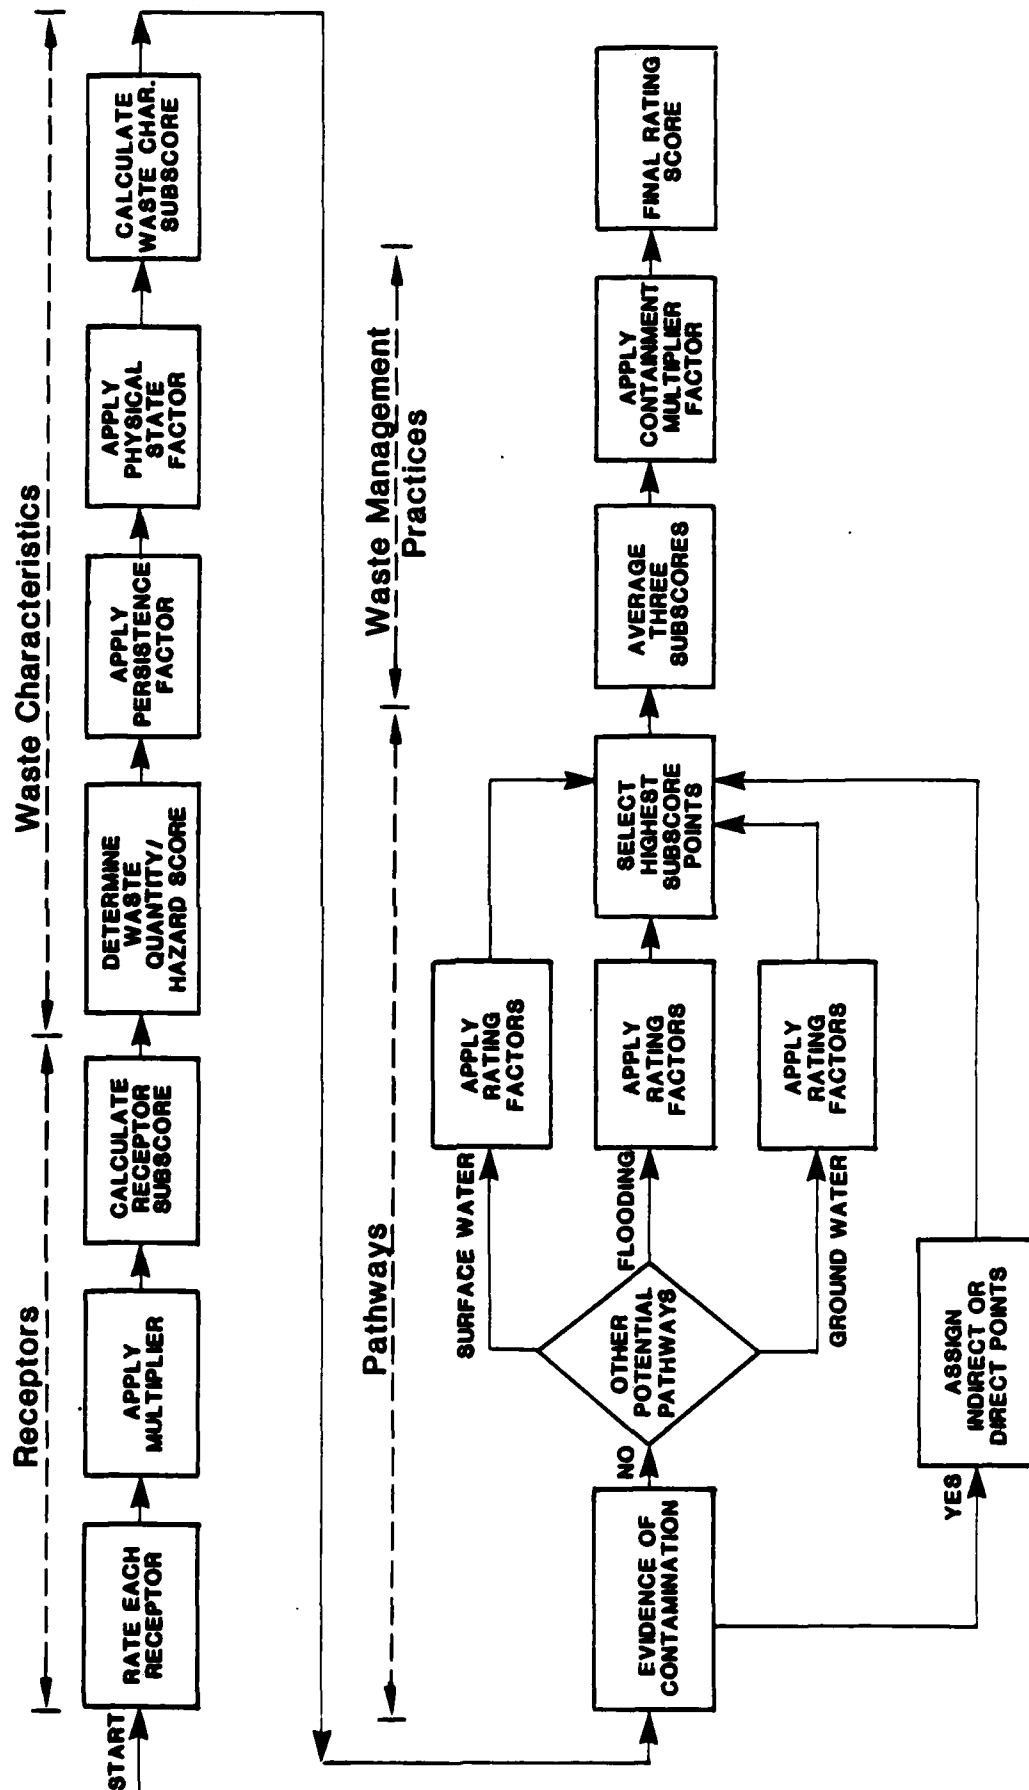 Receptors
Waste Characteristics
START
RATE EACH
RECEPTOR
APPLY
MULTIPLIER
CALCULATE
RECEPTOR
SUBSCORE
DETERMINE
WASTE
QUANTITY/
HAZARD SCORE
APPLY
PERSISTENCE
FACTOR
APPLY
PHYSICAL
STATE
FACTOR
CALCULATE
WASTE CHAR.
SUBSCORE
Pathways
Waste Management
Practices
EVIDENCE OF
CONTAMINATION
NO
YES
OTHER
POTENTIAL
PATHWAYS
SURFACE WATER
FLOODING
GROUND WATER
APPLY
RATING
FACTORS
APPLY
RATING
FACTORS
APPLY
RATING
FACTORS
ASSIGN
INDIRECT OR
DIRECT POINTS
SELECT
HIGHEST
SUBSCORE
POINTS
AVERAGE
THREE
SUBSCORES
APPLY
CONTAINMENT
MULTIPLIER
FACTOR
FINAL RATING
SCORE